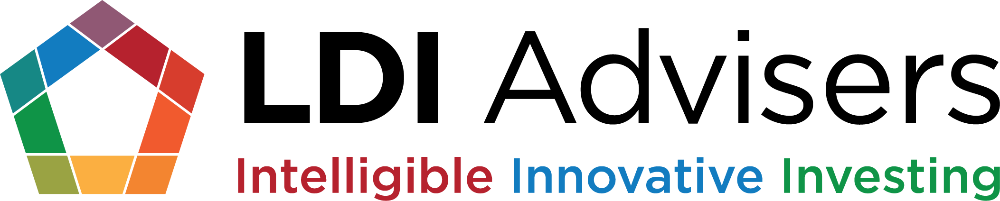 LDI Advisers
Intelligible Innovative Investing